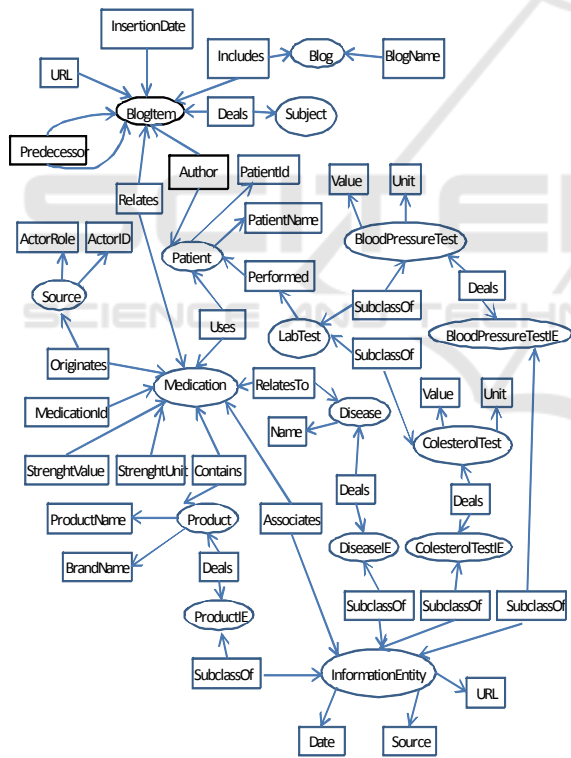 InsertionDate
Includes
Blog
BlogName
URL
BlogItem
Deals
Subject
Predecessor
Author
PatientId
Relates
Value
Unit
ActorRole
ActorID
PatientName
BloodPressureTest
Patient
Performed
Source
Deals
SubclassOf
Uses
LabTest
BloodPressureTestIE
SubclassOf
Originates
Medication
RelatesTo
Value
Unit
MedicationId
Disease
Name
ColesterolTest
StrenghtValue
StrenghtUnit
Contains
Deals
Deals
ProductName
Product
Associates
DiseaseIE
ColesterolTestIE
BrandName
Deals
ProductIE
SubclassOf
SubclassOf
SubclassOf
SubclassOf
InformationEntity
URL
Date
Source
SCIENCE AND TECHN